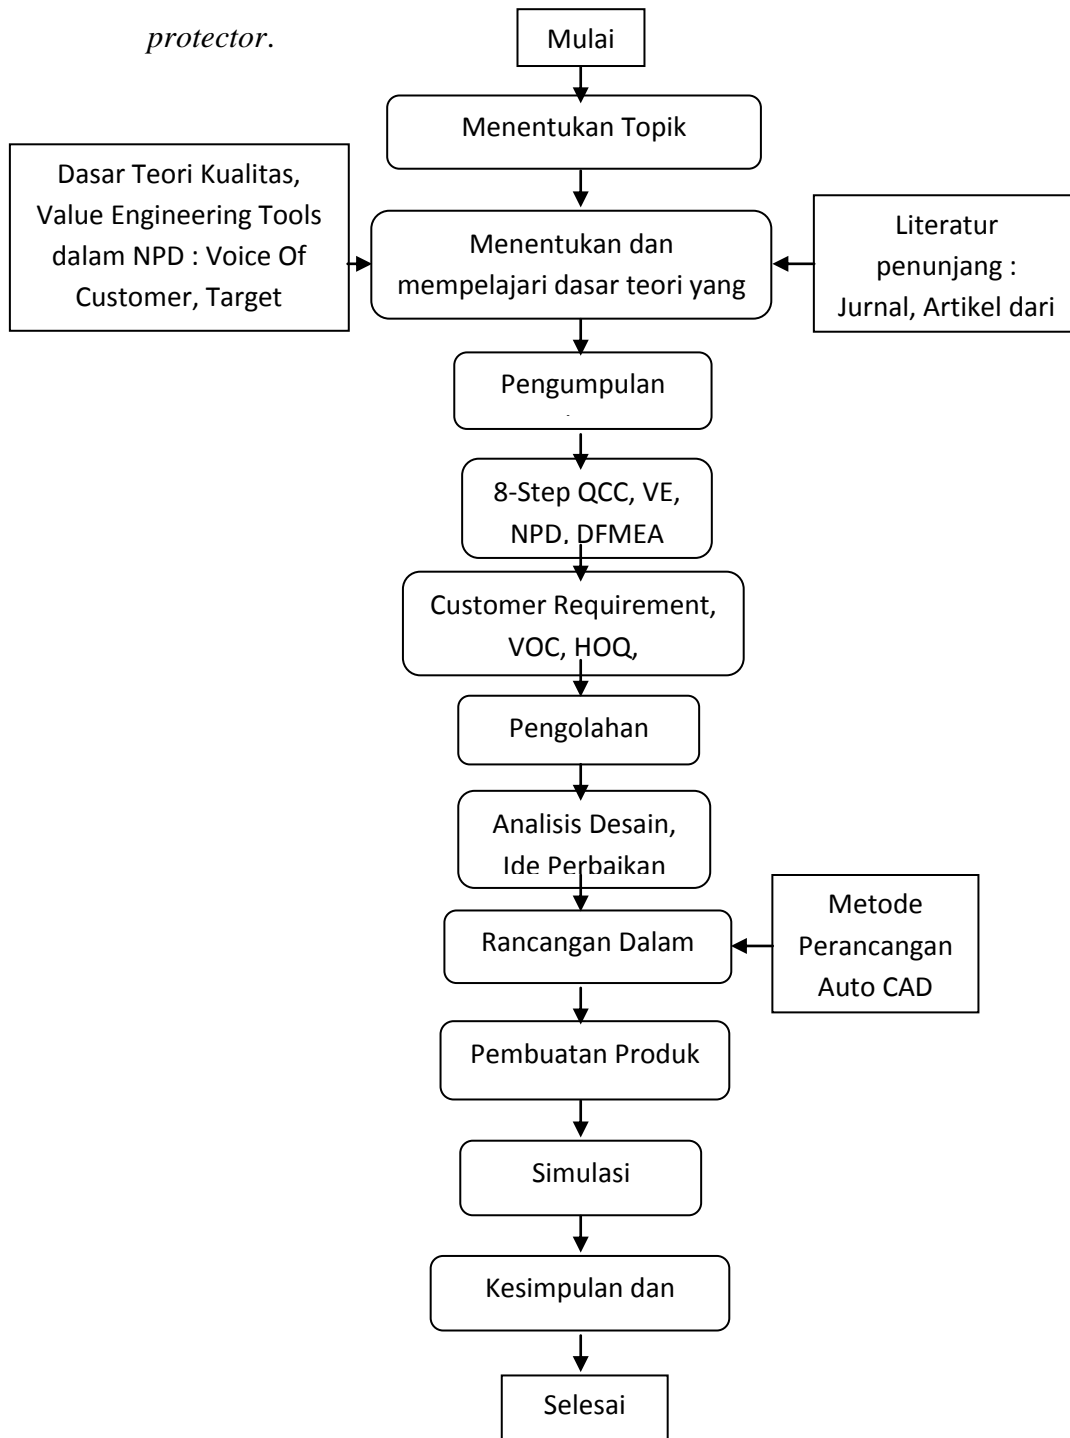 protector.
Mulai
Menentukan Topik
Dasar Teori Kualitas,
Value Engineering Tools
dalam NPD : Voice Of
Customer, Target
Menentukan dan
mempelajari dasar teori yang
Literatur
penunjang :
Jurnal, Artikel dari
Pengumpulan
8-Step QCC, VE,
NPD, DFMEA
Customer Requirement,
VOC, HOQ,
Pengolahan
Analisis Desain,
Ide Perbaikan
Rancangan Dalam
Metode
Perancangan
Auto CAD
Pembuatan Produk
Simulasi
Kesimpulan dan
Selesai